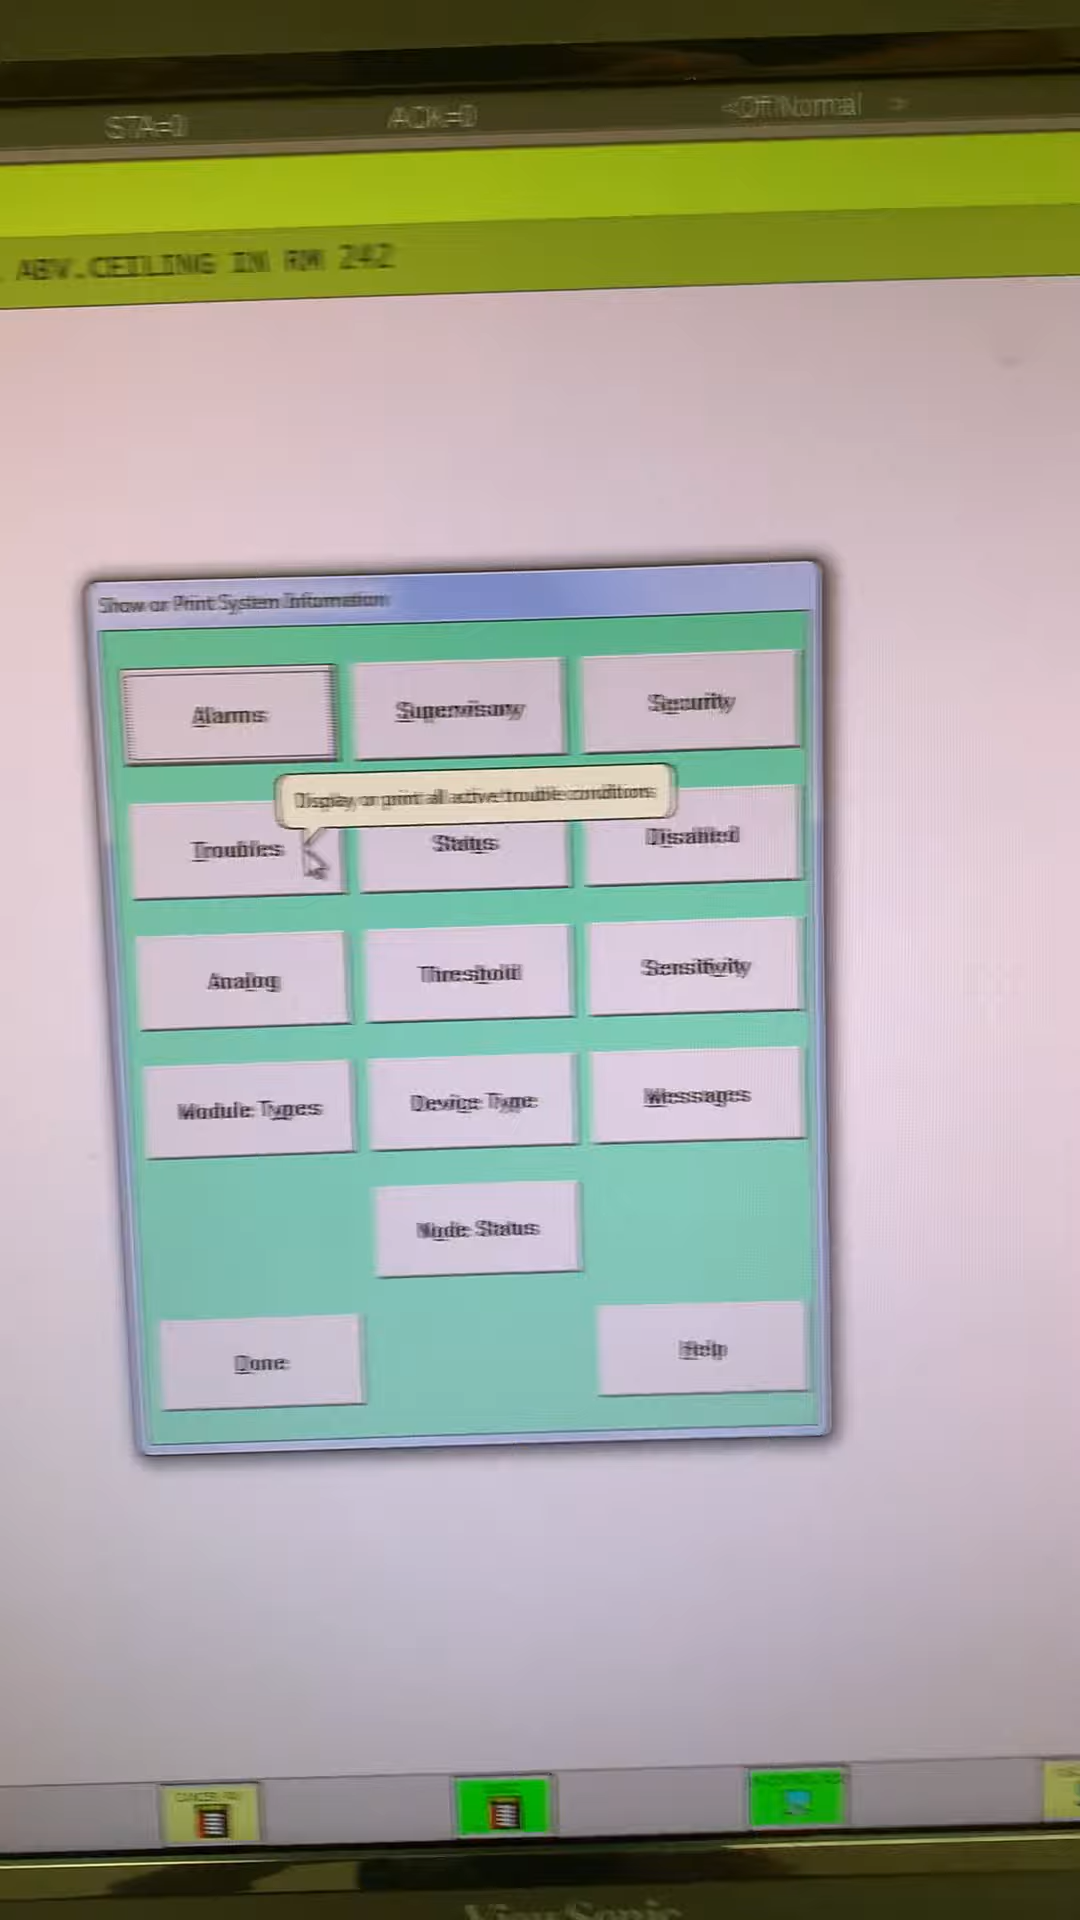 STA=0 ACK=0 <Off Normal >
ABV.CEILING IN RM 242
Show or Print System Information
Alarms Supervisory Security
Display or print all active trouble conditions
Troubles Status Disabled
Analog Threshold Sensitivity
Module Types Device Type Messages
Node Status
Done Help
ViewSonic